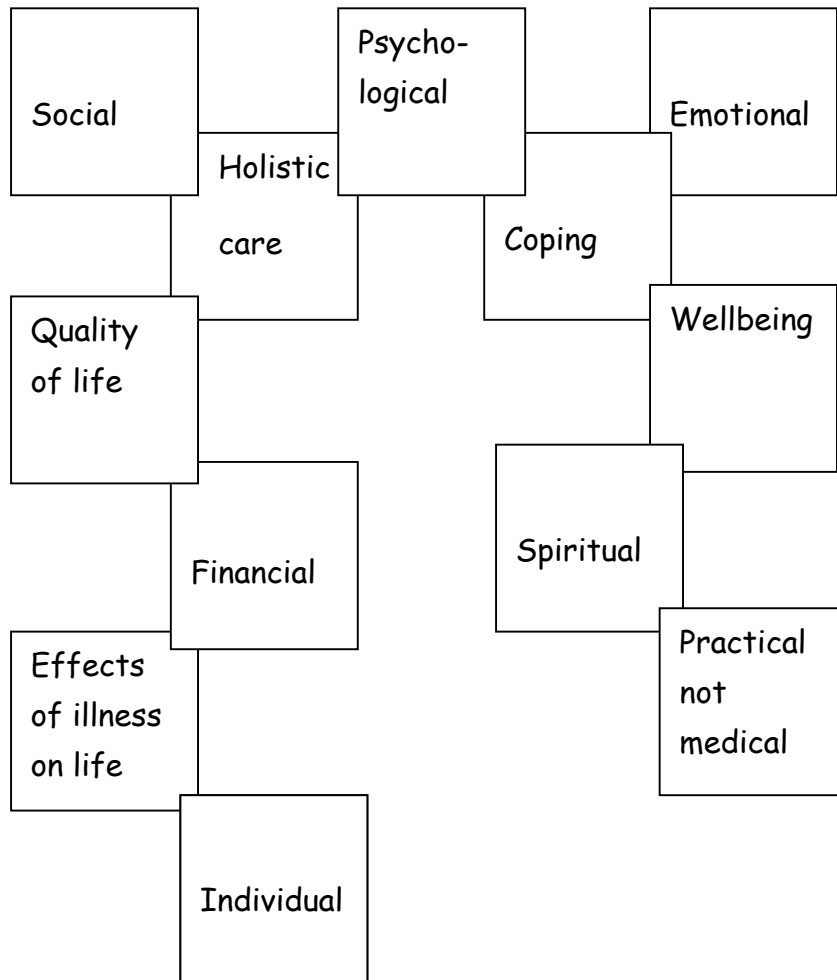 Social
Psycho-
logical
Emotional
Holistic
care
Coping
Quality
of life
Wellbeing
Financial
Spiritual
Effects
of illness
on life
Practical
not
medical
Individual